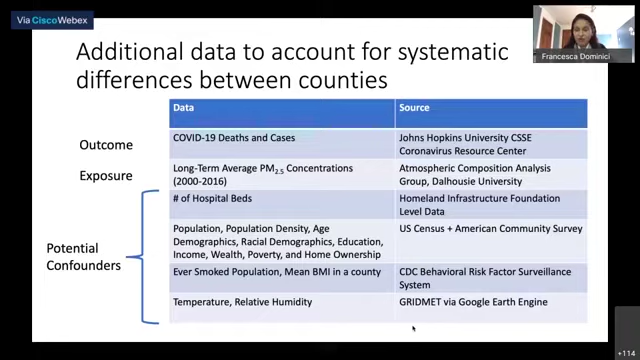 Via Cisco Webex
Francesca Dominici
Additional data to account for systematic
differences between counties
Data
Source
Outcome
COVID-19 Deaths and Cases
Johns Hopkins University CSSE
Coronavirus Resource Center
Exposure
Long-Term Average PM2.5 Concentrations
(2000-2016)
Atmospheric Composition Analysis
Group, Dalhousie University
Potential
Confounders
# of Hospital Beds
Homeland Infrastructure Foundation
Level Data
Population, Population Density, Age
Demographics, Racial Demographics, Education,
Income, Wealth, Poverty, and Home Ownership
US Census + American Community Survey
Ever Smoked Population, Mean BMI in a county
CDC Behavioral Risk Factor Surveillance
System
Temperature, Relative Humidity
GRIDMET via Google Earth Engine
+114